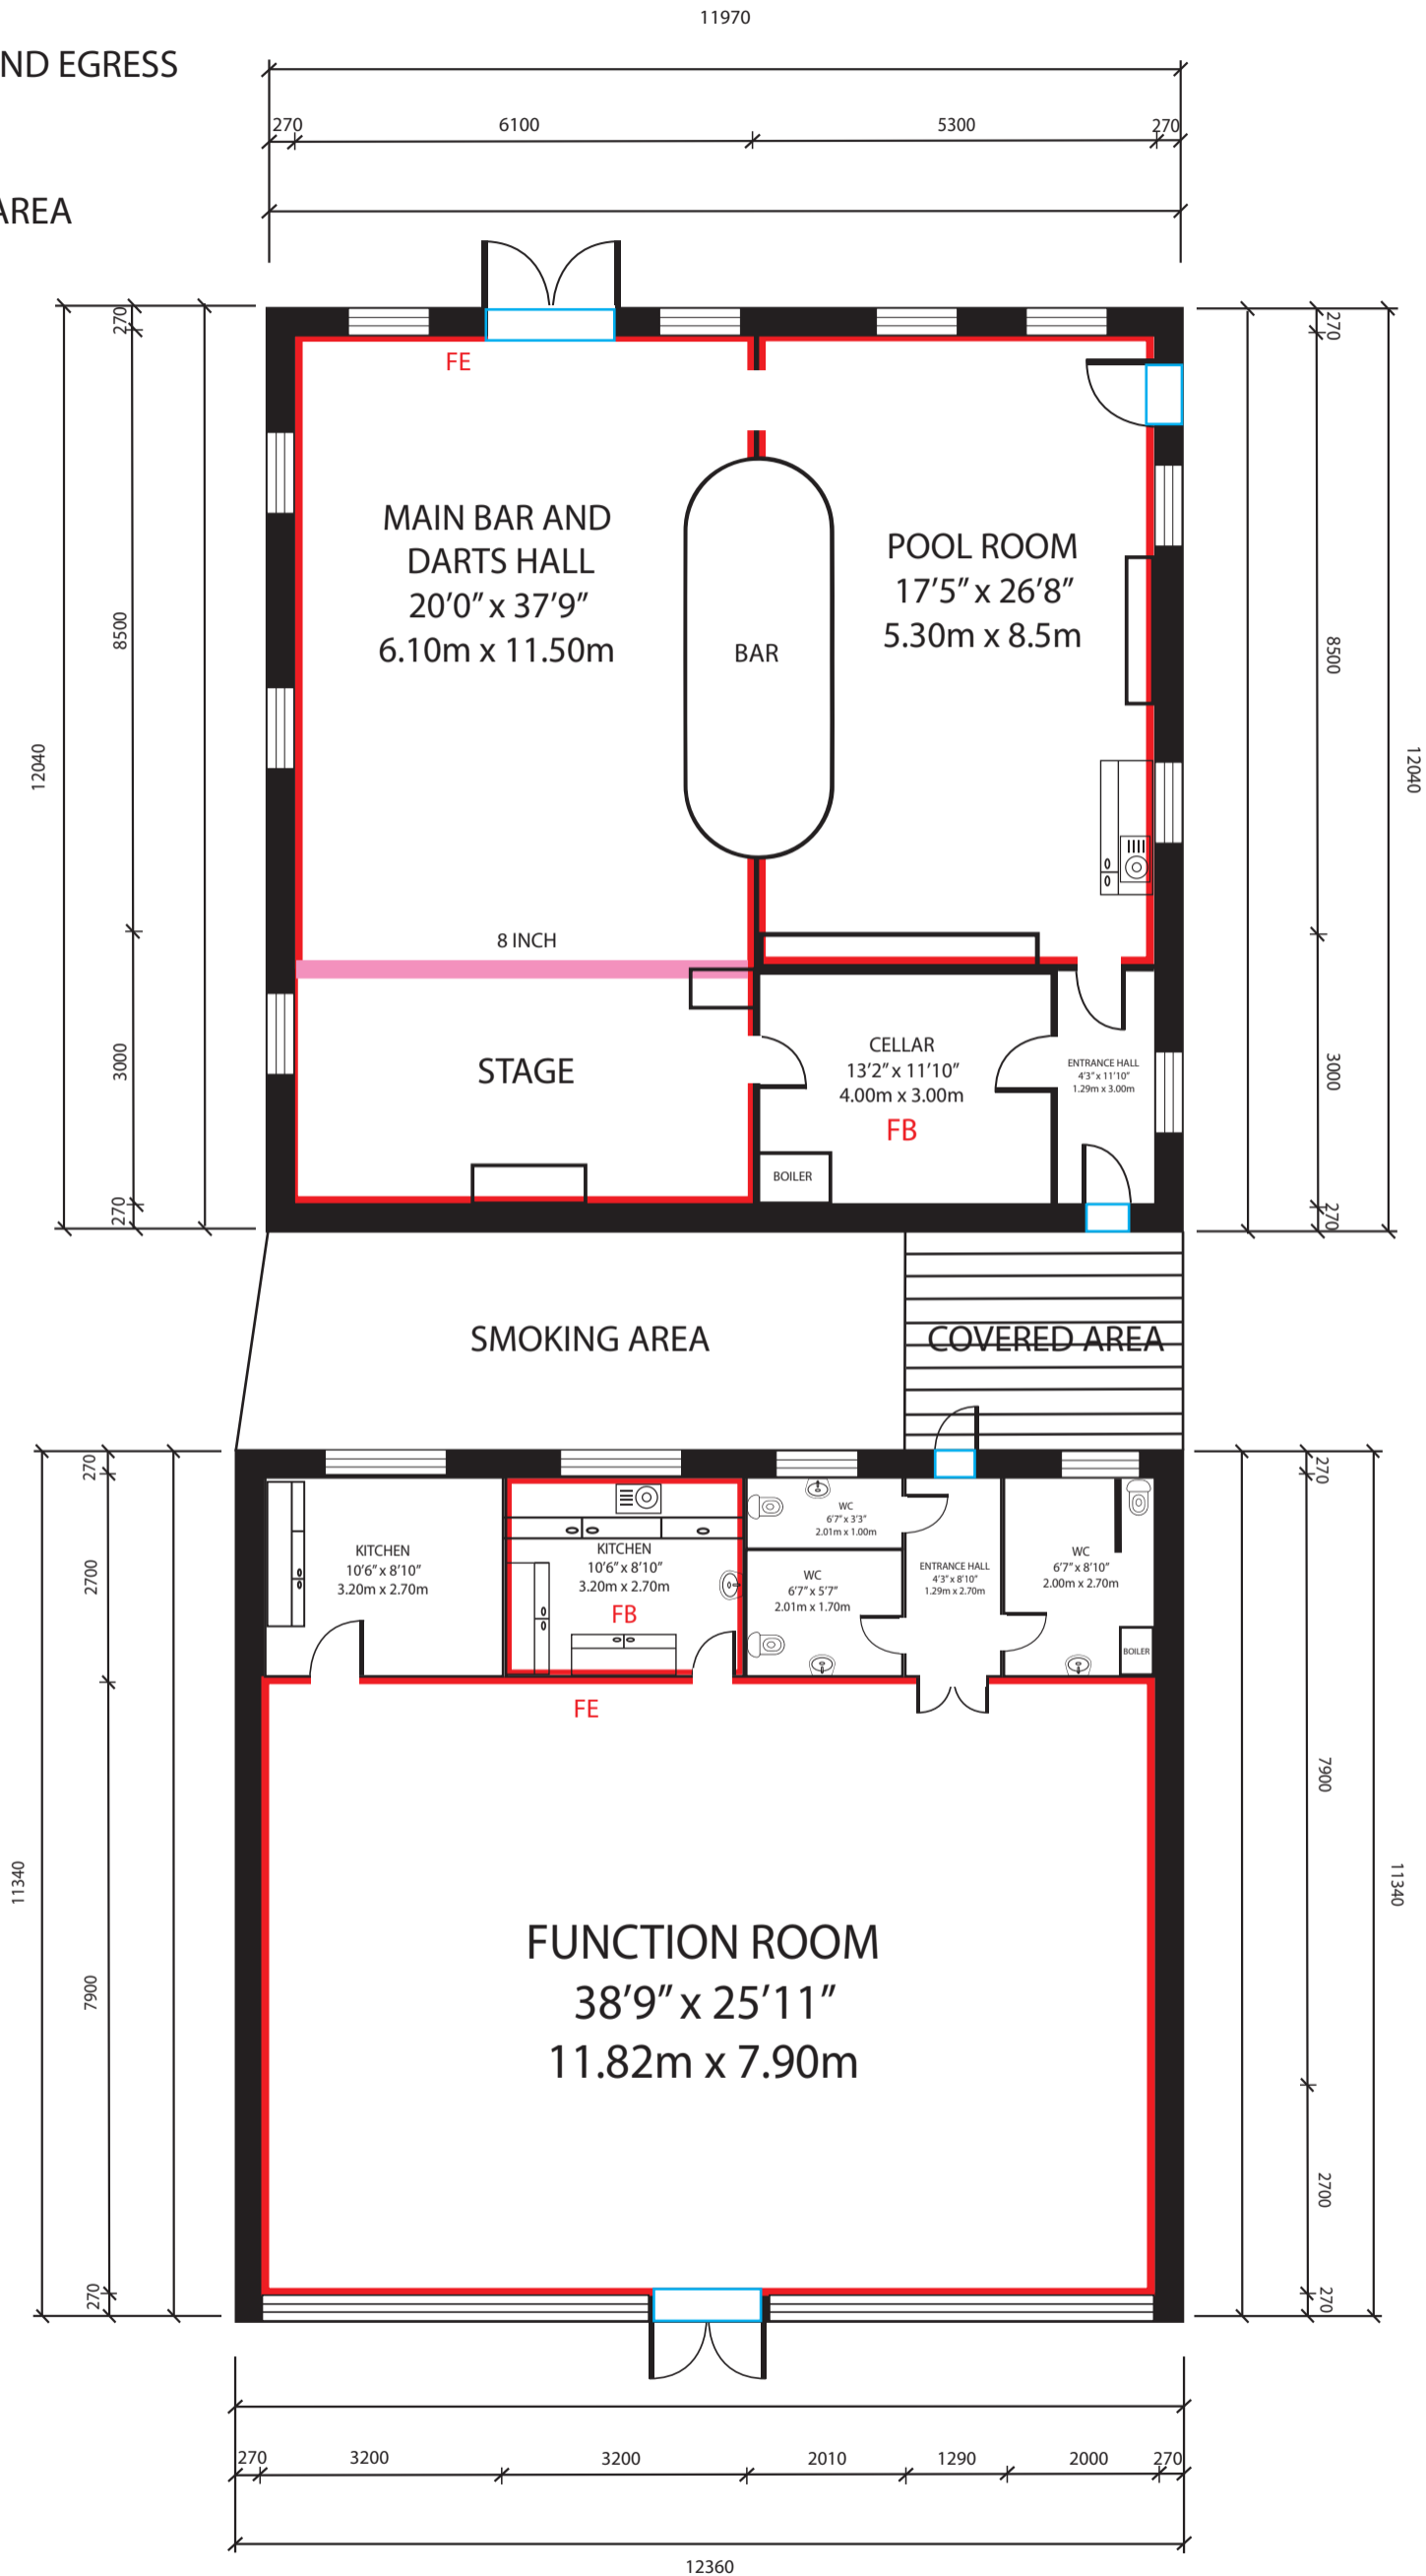 11970
ND EGRESS
270
6100
5300
270
AREA
270
270
FE
MAIN BAR AND
DARTS HALL
20'0" x 37'9"
6.10m x 11.50m
POOL ROOM
17'5" x 26'8"
5.30m x 8.5m
BAR
8500
8500
12040
12040
8 INCH
STAGE
CELLAR
13'2" x 11'10"
4.00m x 3.00m
FB
ENTRANCE HALL
4'3" x 11'10"
1.29m x 3.00m
3000
3000
BOILER
270
270
SMOKING AREA
COVERED AREA
270
270
WC
6'7" x 3'3"
2.01m x 1.00m
KITCHEN
10'6" x 8'10"
3.20m x 2.70m
KITCHEN
10'6" x 8'10"
3.20m x 2.70m
FB
WC
6'7" x 5'7"
2.01m x 1.70m
ENTRANCE HALL
4'3" x 8'10"
1.29m x 2.70m
WC
6'7" x 8'10"
2.00m x 2.70m
BOILER
2700
FE
7900
11340
11340
FUNCTION ROOM
38'9" x 25'11"
11.82m x 7.90m
7900
2700
270
270
270
3200
3200
2010
1290
2000
270
12360